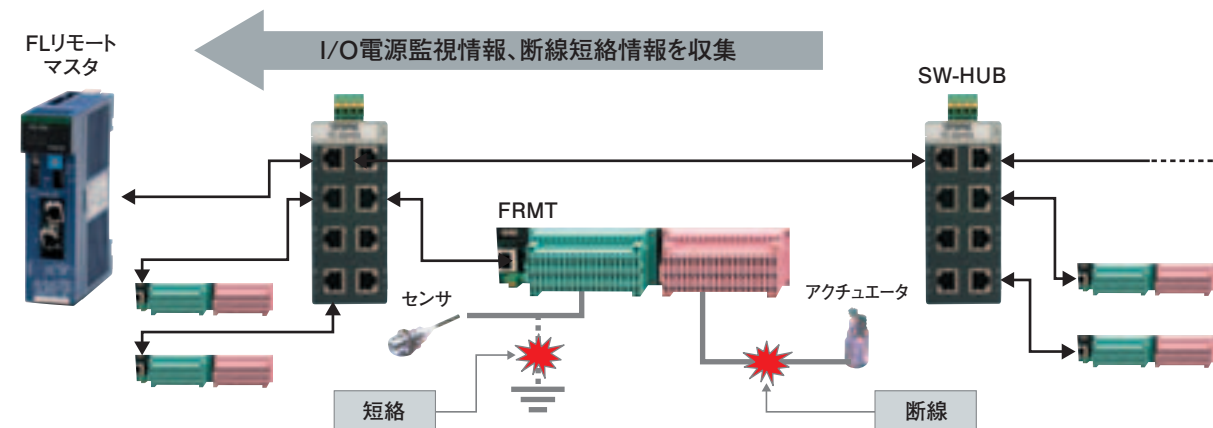 FLリモート
マスタ
I/O電源監視情報、断線短絡情報を収集
SW-HUB
FRMT
センサ
アクチュエータ
短絡
断線